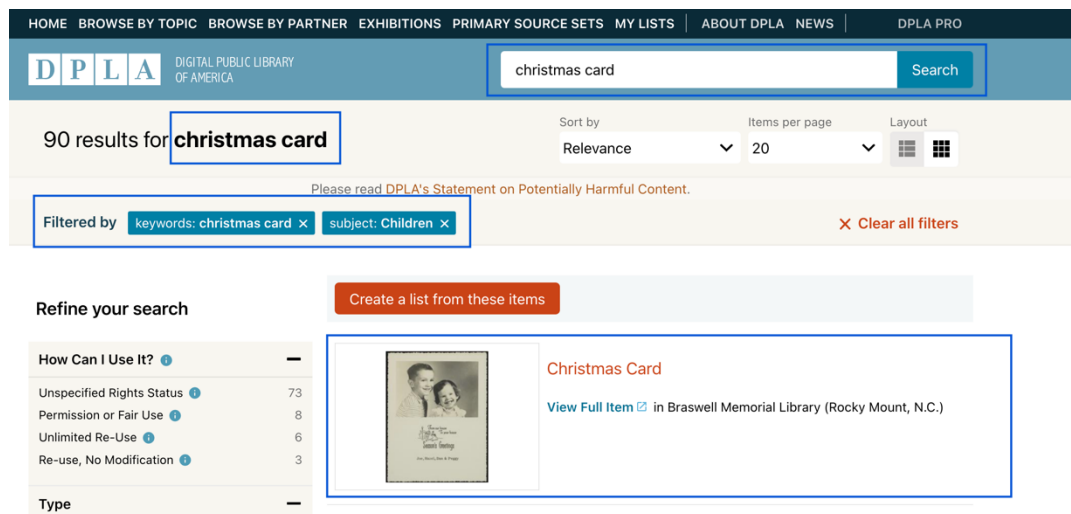 HOME BROWSE BY TOPIC BROWSE BY PARTNER EXHIBITIONS PRIMARY SOURCE SETS MY LISTS ABOUT DPLA NEWS DPLA PRO
DPLA DIGITAL PUBLIC LIBRARY
OF AMERICA
christmas card Search
90 results for christmas card
Sort by Items per page Layout
Relevance 20
Please read DPLA's Statement on Potentially Harmful Content.
Filtered by keywords: christmas card × subject: Children × × Clear all filters
Refine your search
Create a list from these items
How Can I Use It?
Unspecified Rights Status 73
Permission or Fair Use 8
Unlimited Re-Use 6
Re-use, No Modification 3
Type
Christmas Card
View Full Item in Braswell Memorial Library (Rocky Mount, N.C.)
Season's Greetings